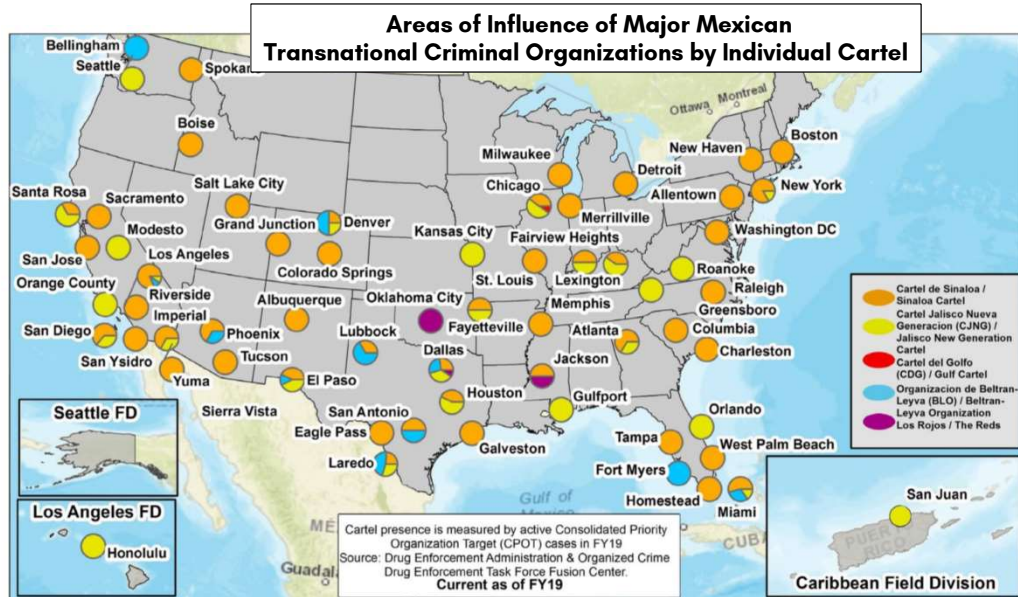 Areas of Influence of Major Mexican
Transnational Criminal Organizations by Individual Cartel
Bellingham
Seattle
Spokane
Ottawa
Montreal
Boise
Boston
New Haven
Milwaukee
Detroit
Chicago
New York
Salt Lake City
Santa Rosa
Sacramento
Allentown
Merrillville
Grand Junction
Denver
Modesto
Kansas City
Fairview Heights
Washington DC
San Jose
Los Angeles
Colorado Springs
St. Louis
Lexington
Roanoke
Orange County
Raleigh
Riverside
Albuquerque
Oklahoma City
Memphis
Greensboro
Imperial
San Diego
Phoenix
Lubbock
Fayetteville
Atlanta
Columbia
San Ysidro
Tucson
Dallas
Jackson
Charleston
Yuma
El Paso
Houston
Gulfport
Sierra Vista
San Antonio
Orlando
Eagle Pass
Galveston
Tampa
West Palm Beach
Laredo
Fort Myers
Homestead
Miami
Gulf of
MÉ
CUBA
Guadal
Cartel de Sinaloa /
Sinaloa Cartel
Cartel Jalisco Nueva
Generacion (CJNG) /
Jalisco New Generation
Cartel
Cartel del Golfo
(CDG) / Gulf Cartel
Organizacion de Beltran-
Leyva (BLO) / Beltran-
Leyva Organization
Los Rojos / The Reds
Seattle FD
Los Angeles FD
Honolulu
Cartel presence is measured by active Consolidated Priority
Organization Target (CPOT) cases in FY19
Source: Drug Enforcement Administration & Organized Crime
Drug Enforcement Task Force Fusion Center.
Current as of FY19
San Juan
PUERTO
RICO
Caribbean Field Division